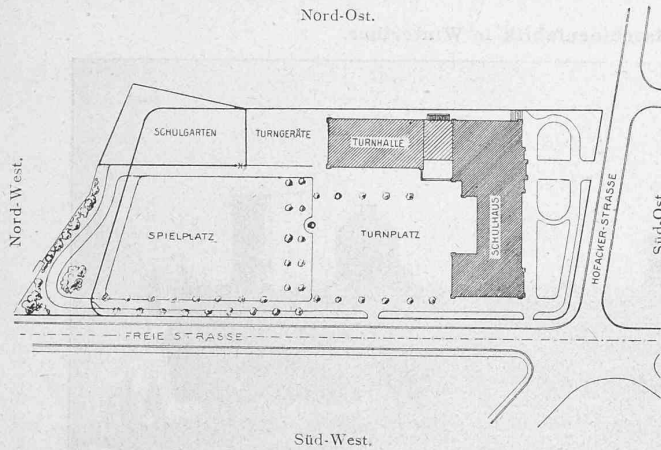 Nord-Ost.
SCHULGARTEN
TURNGERÄTE
TURNHALLE
Nord-West.
SPIELPLATZ
TURNPLATZ
SCHULHAUS
HOFACKER-STRASSE
Süd-Ost
FREIE STRASSE
Süd-West.